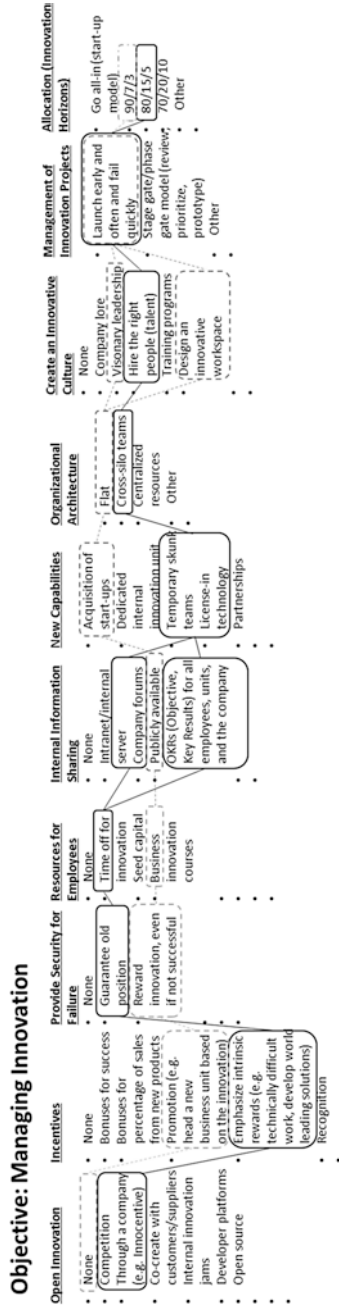 Objective: Managing Innovation
Open Innovation
None
Competition
Through a company
(e.g. Innocentive)
Co-create with
customers/suppliers
Internal innovation
jams
Developer platforms
Open source
Incentives
None
Bonuses for success
Bonuses for
percentage of sales
from new products
Promotion (e.g.
head a new
business unit based
on the innovation)
Emphasize intrinsic
rewards (e.g.
technically difficult
work, develop world
leading solutions)
Recognition
Provide Security for
Failure
None
Guarantee old
position
Reward
innovation, even
if not successful
Resources for
Employees
None
Time off for
innovation
Seed capital
Business
innovation
courses
Internal Information
Sharing
None
Intranet/internal
server
Company forums
Publicly available
OKRs (Objective,
Key Results) for all
employees, units,
and the company
New Capabilities
Acquisition of
start-ups
Dedicated
internal
innovation unit
Temporary skunk
teams
License-in
technology
Partnerships
Organizational
Architecture
Flat
Cross-silo teams
Centralized
resources
Other
Create an Innovative
Culture
None
Company lore
Visionary leadership
Hire the right
people (talent)
Training programs
Design an
innovative
workspace
Management of
Innovation Projects
Launch early and
often and fail
quickly
Stage gate/phase
gate model (review,
prioritize,
prototype)
Other
Allocation (Innovation
Horizons)
Go all-in (start-up
model)
90/7/3
80/15/5
70/20/10
Other